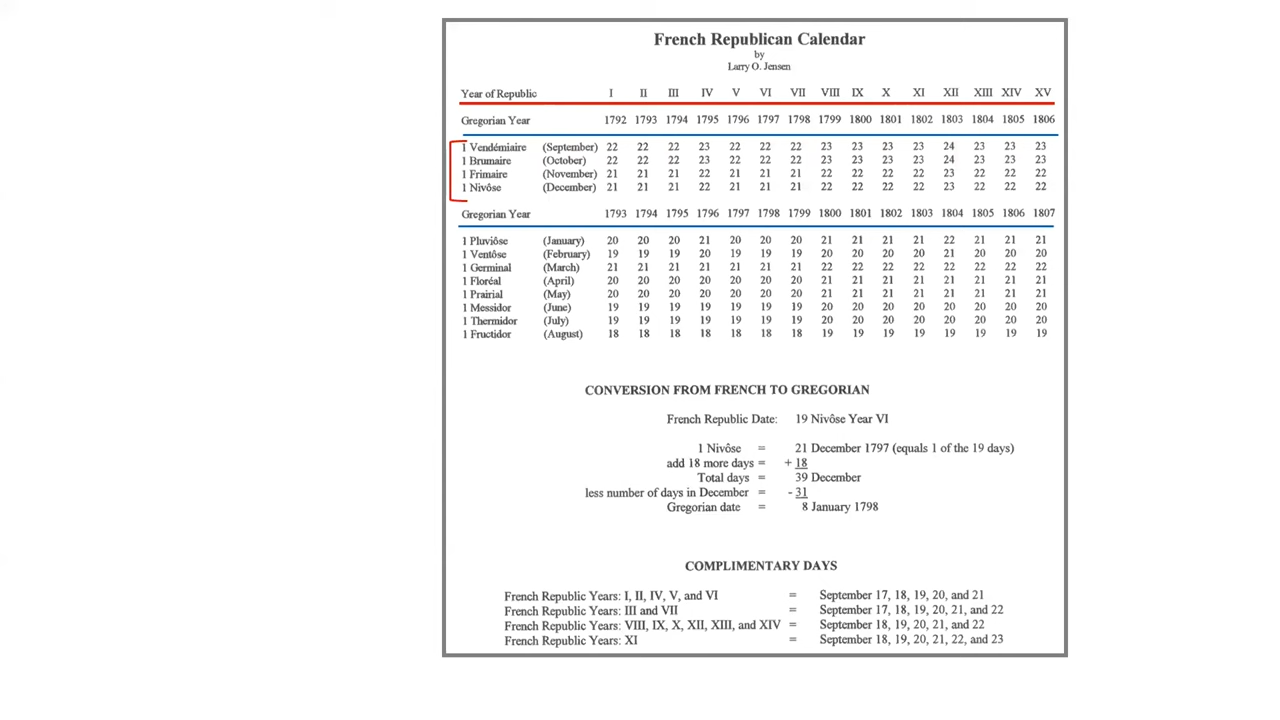 French Republican Calendar
by
Larry O. Jensen
Year of Republic I II III IV V VI VII VIII IX X XI XII XIII XIV XV
Gregorian Year 1792 1793 1794 1795 1796 1797 1798 1799 1800 1801 1802 1803 1804 1805 1806
1 Vendémiaire (September) 22 22 22 23 22 22 22 23 23 23 23 24 23 23 23
1 Brumaire (October) 22 22 22 23 22 22 22 23 23 23 23 24 23 23 23
1 Frimaire (November) 21 21 21 22 21 21 21 22 22 22 22 23 22 22 22
1 Nivôse (December) 21 21 21 22 21 21 21 22 22 22 22 23 22 22 22
Gregorian Year 1793 1794 1795 1796 1797 1798 1799 1800 1801 1802 1803 1804 1805 1806 1807
1 Pluviôse (January) 20 20 20 21 20 20 20 21 21 21 21 22 21 21 21
1 Ventôse (February) 19 19 19 20 19 19 19 20 20 20 20 21 20 20 20
1 Germinal (March) 21 21 21 21 21 21 21 22 22 22 22 22 22 22 22
1 Floréal (April) 20 20 20 20 20 20 20 21 21 21 21 21 21 21 21
1 Prairial (May) 20 20 20 20 20 20 20 21 21 21 21 21 21 21 21
1 Messidor (June) 19 19 19 19 19 19 19 20 20 20 20 20 20 20 20
1 Thermidor (July) 19 19 19 19 19 19 19 20 20 20 20 20 20 20 20
1 Fructidor (August) 18 18 18 18 18 18 18 19 19 19 19 19 19 19 19
CONVERSION FROM FRENCH TO GREGORIAN
French Republic Date: 19 Nivôse Year VI
1 Nivôse = 21 December 1797 (equals 1 of the 19 days)
add 18 more days = + 18
Total days = 39 December
less number of days in December = - 31
Gregorian date = 8 January 1798
COMPLIMENTARY DAYS
French Republic Years: I, II, IV, V, and VI = September 17, 18, 19, 20, and 21
French Republic Years: III and VII = September 17, 18, 19, 20, 21, and 22
French Republic Years: VIII, IX, X, XII, XIII, and XIV = September 18, 19, 20, 21, and 22
French Republic Years: XI = September 18, 19, 20, 21, 22, and 23